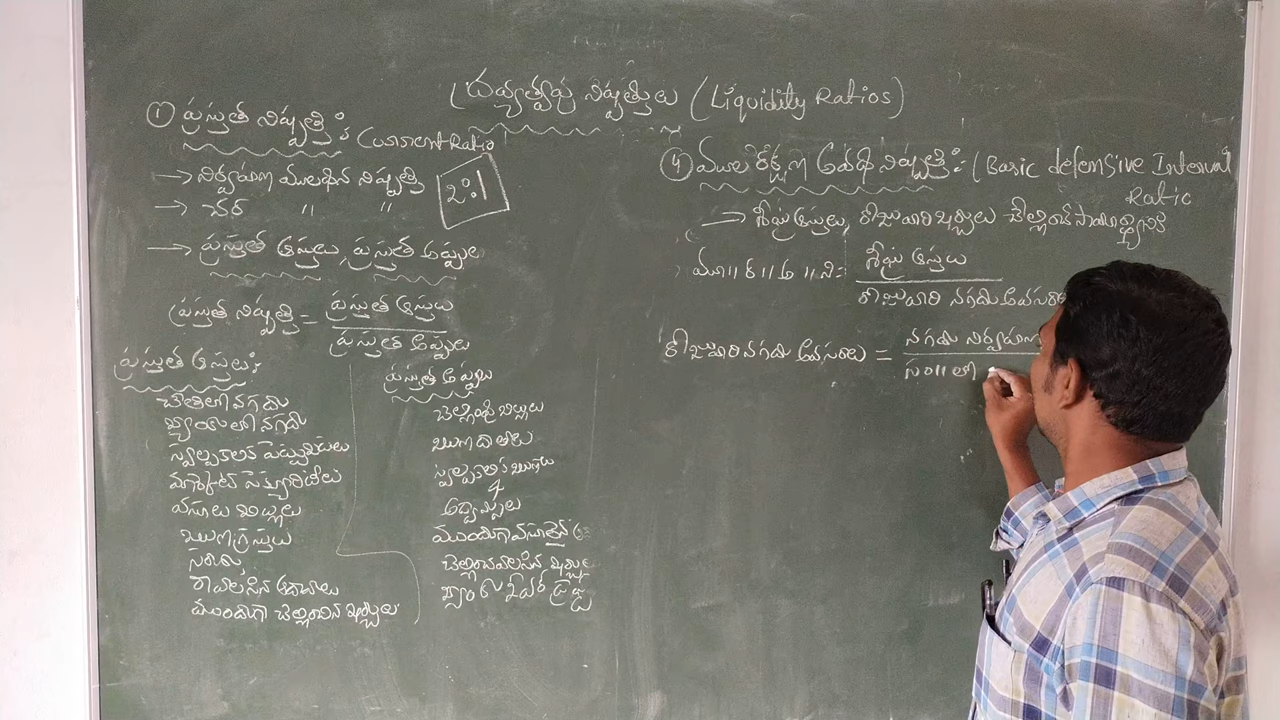 ద్రవ్యత్వపు నిష్పత్తులు (Liquidity Ratios)
① ప్రస్తుత నిష్పత్తి :- Current Ratio
→ నిర్వహణ మూలధన నిష్పత్తి
2:1
→ చర " "
→ ప్రస్తుత ఆస్తులు, ప్రస్తుత అప్పులు
ప్రస్తుత నిష్పత్తి = ప్రస్తుత ఆస్తులు
ప్రస్తుత అప్పులు
ప్రస్తుత ఆస్తులు:
చేతిలో నగదు
బ్యాంకులో నగదు
స్వల్పకాలిక పెట్టుబడులు
మార్కెట్ సెక్యూరిటీలు
వసూలు బిల్లులు
ఋణగ్రస్తులు
సరుకు,
రావలసిన ఆదాయాలు
ముందుగా చెల్లించిన ఖర్చులు
ప్రస్తుత అప్పులు
చెల్లింపు బిల్లులు
ఋణదాతలు
స్వల్పకాలిక ఋణాలు
&
అడ్వాన్సులు
ముందుగా వసూలైన
చెల్లించవలసిన ఖర్చులు
బ్యాంకు ఓవర్ డ్రాఫ్ట్
④ మూల రక్షణ అవధి నిష్పత్తి :- (Basic defensive Interval
Ratio
→ శీఘ్ర ఆస్తులు, రోజువారి ఖర్చులు చెల్లించే సామర్థ్యానికి
మూ॥ ర॥ అ॥ ని = శీఘ్ర ఆస్తులు
రోజువారి నగదు అవసరాలు
రోజువారి నగదు అవసరాలు = నగదు నిర్వహణ
సం॥లో